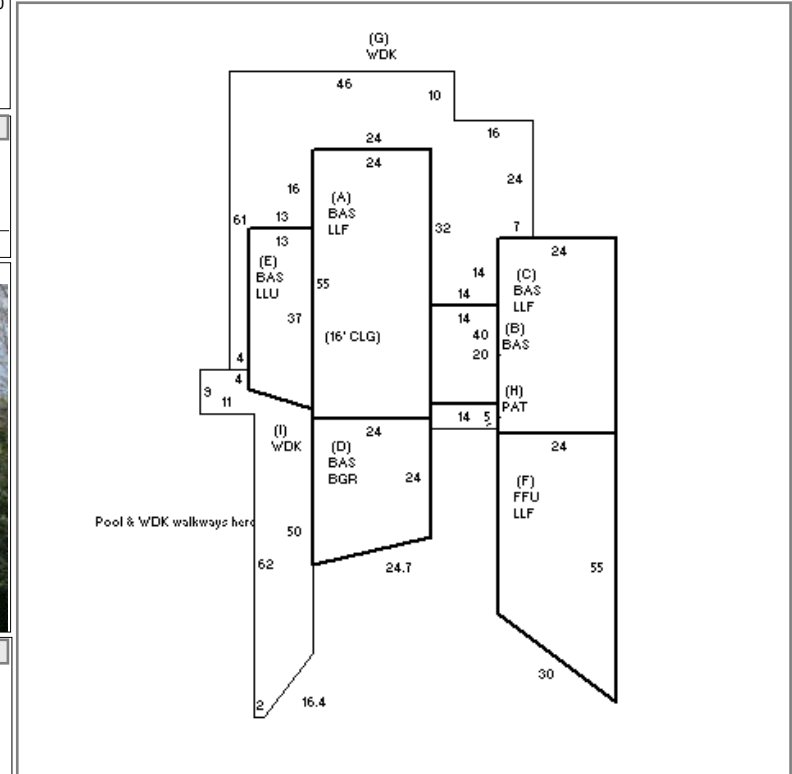 (G)
WDK
46
10
16
24
24
24
16
(A)
BAS
LLF
61
13
13
32
7
24
(E)
BAS
LLU
55
14
14
(C)
BAS
LLF
37
14
(16' CLG)
40
(B)
BAS
20
4
4
9
11
(H)
PAT
14
5
(I)
WDK
24
(D)
BAS
BGR
24
24
(F)
FFU
LLF
Pool & WDK walkways here
50
62
24.7
55
30
2
16.4